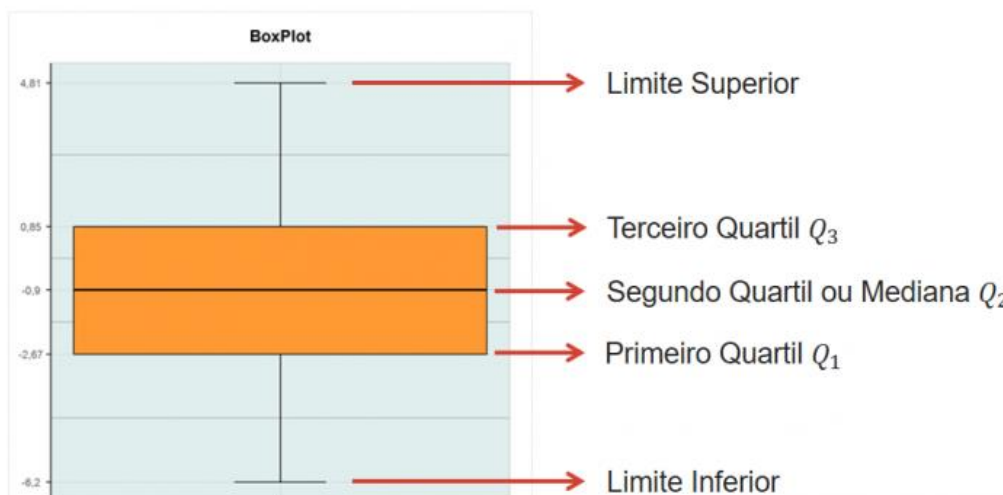 BoxPlot
4,81
Limite Superior
0,85
Terceiro Quartil Q3
-0,9
Segundo Quartil ou Mediana Q2
-2,67
Primeiro Quartil Q1
-6,2
Limite Inferior